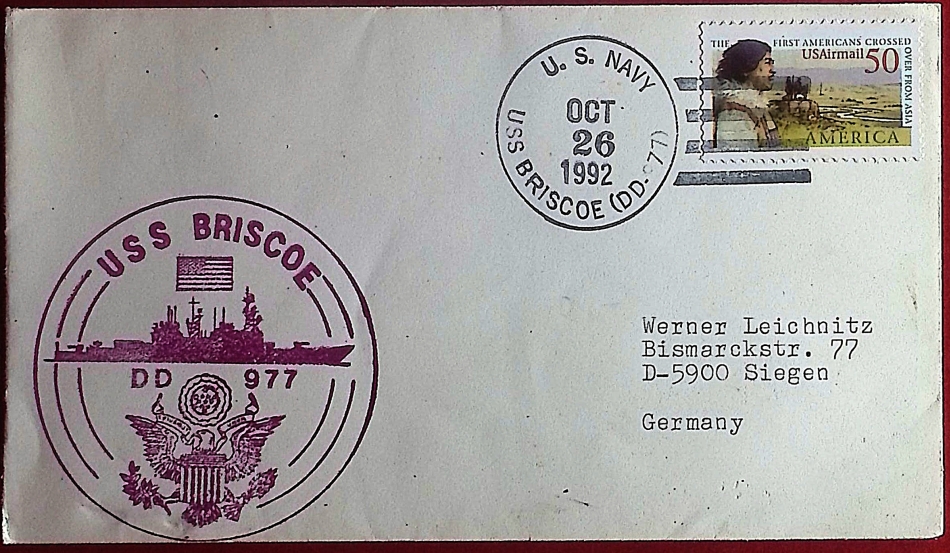 THE FIRST AMERICANS CROSSED
OVER FROM ASIA
USAirmail 50
AMERICA
U. S. NAVY
OCT
26
1992
USS BRISCOE (DD-977)
USS BRISCOE
DD 977
Werner Leichnitz
Bismarckstr. 77
D-5900 Siegen
Germany